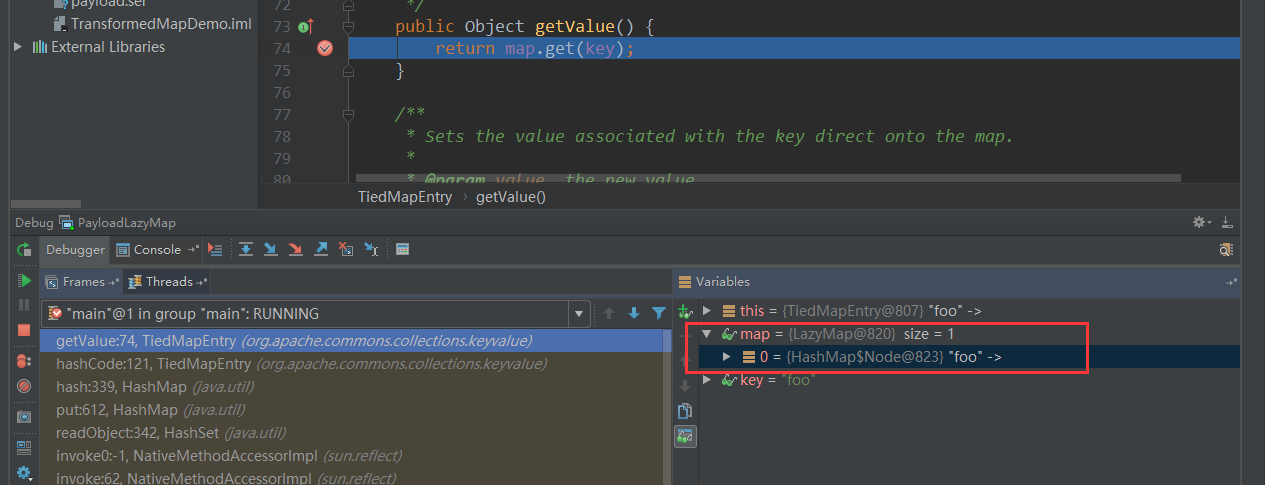 payload.ser
TransformedMapDemo.iml
External Libraries
72 */
73 public Object getValue() {
74 return map.get(key);
75 }
76
77 /**
78 * Sets the value associated with the key direct onto the map.
79 *
80 * @param value the new value
TiedMapEntry › getValue()
Debug PayloadLazyMap
Debugger Console
Frames Threads
Variables
"main"@1 in group "main": RUNNING
getValue:74, TiedMapEntry (org.apache.commons.collections.keyvalue)
hashCode:121, TiedMapEntry (org.apache.commons.collections.keyvalue)
hash:339, HashMap (java.util)
put:612, HashMap (java.util)
readObject:342, HashSet (java.util)
invoke0:-1, NativeMethodAccessorImpl (sun.reflect)
invoke:62, NativeMethodAccessorImpl (sun.reflect)
this = {TiedMapEntry@807} "foo" ->
map = {LazyMap@820} size = 1
0 = {HashMap$Node@823} "foo" ->
key = "foo"